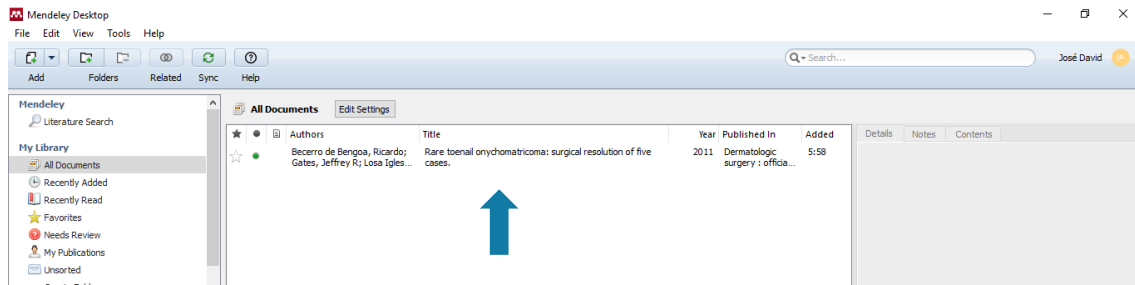 Mendeley Desktop
File Edit View Tools Help
Search...
José David
Add Folders Related Sync Help
Mendeley
Literature Search
My Library
All Documents
Recently Added
Recently Read
Favorites
Needs Review
My Publications
Unsorted
All Documents Edit Settings
Authors Title Year Published In Added
Becerro de Bengoa, Ricardo; Rare toenail onychomatricoma: surgical resolution of five 2011 Dermatologic 5:58
Gates, Jeffrey R; Losa Igles... cases. surgery : officia...
Details Notes Contents